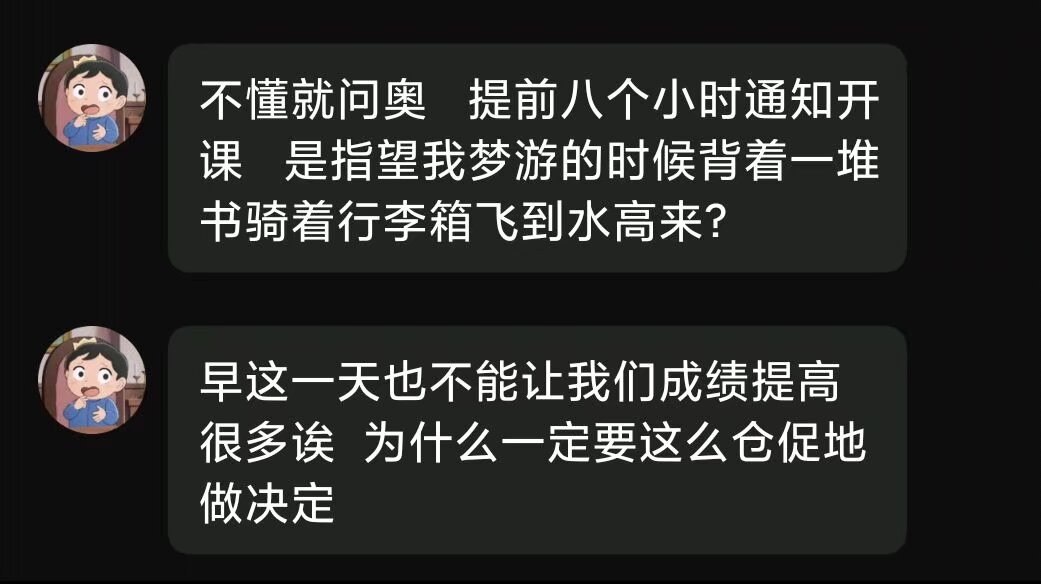 不懂就问奥 提前八个小时通知开
课 是指望我梦游的时候背着一堆
书骑着行李箱飞到水高来？
早这一天也不能让我们成绩提高
很多诶 为什么一定要这么仓促地
做决定